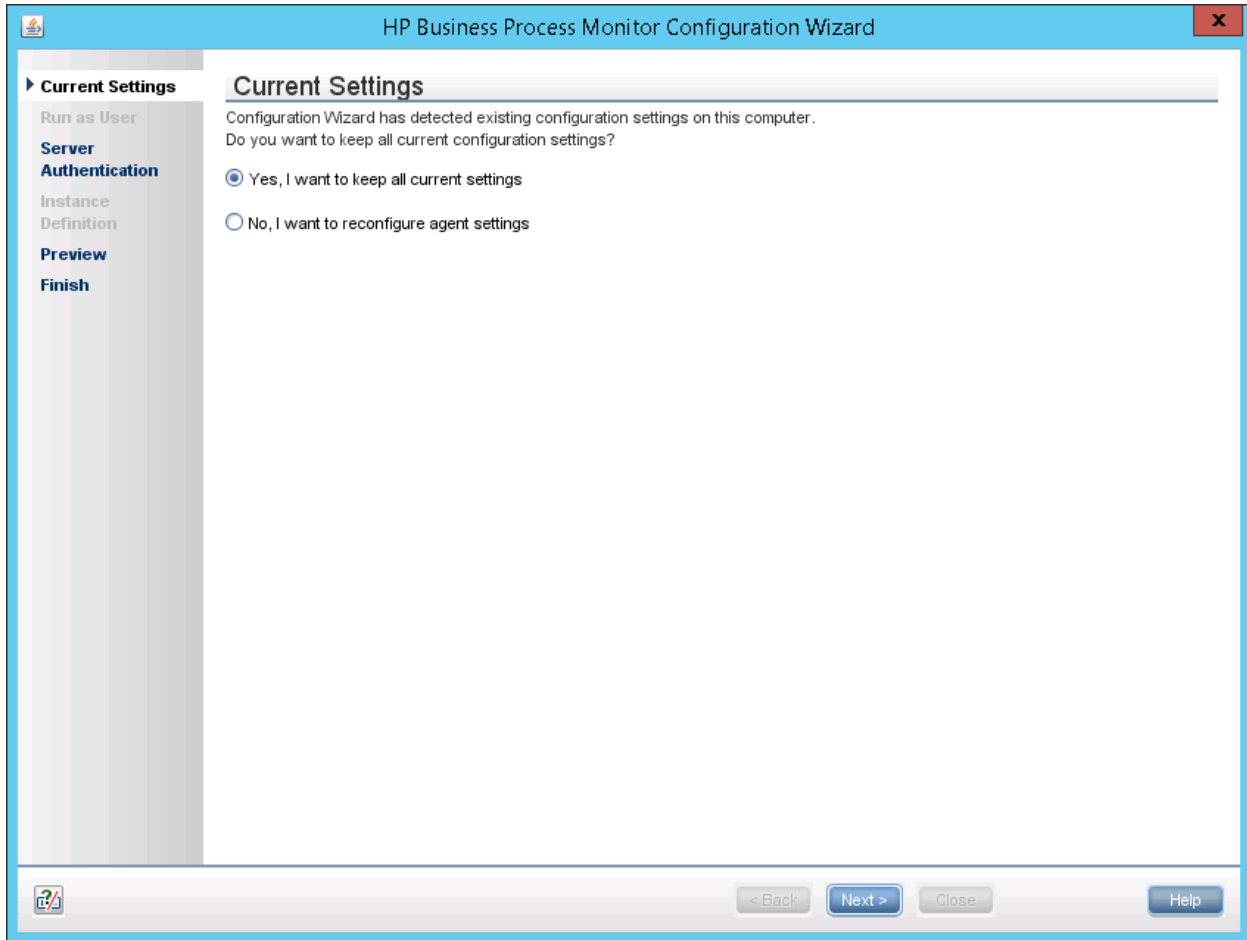 HP Business Process Monitor Configuration Wizard
x
Current Settings
Run as User
Server
Authentication
Instance
Definition
Preview
Finish
Current Settings
Configuration Wizard has detected existing configuration settings on this computer.
Do you want to keep all current configuration settings?
Yes, I want to keep all current settings
No, I want to reconfigure agent settings
< Back
Next >
Close
Help